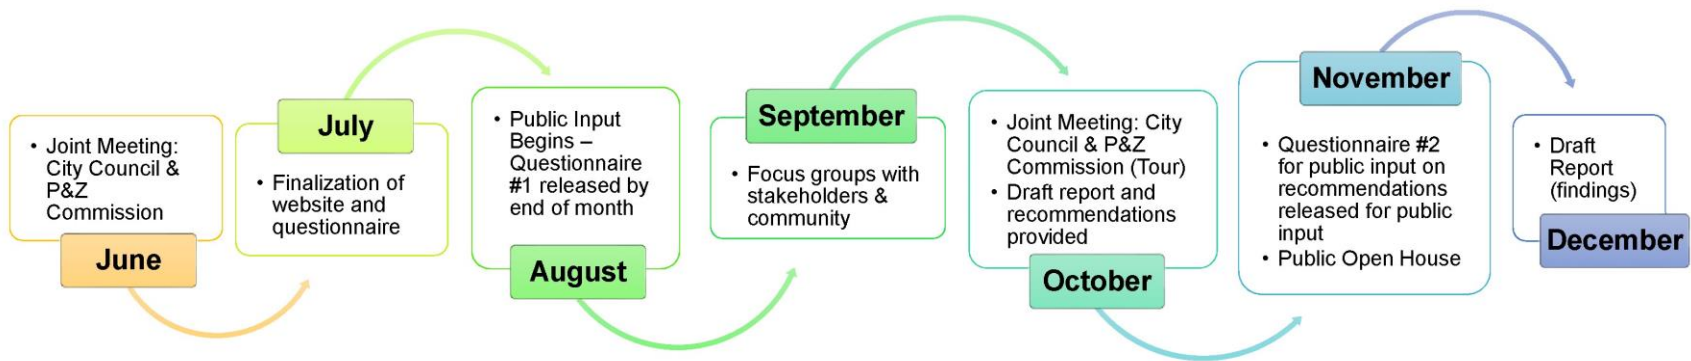 • Joint Meeting:
City Council &
P&Z
Commission
June
July
• Finalization of
website and
questionnaire
• Public Input
Begins –
Questionnaire
#1 released by
end of month
August
September
• Focus groups with
stakeholders &
community
• Joint Meeting: City
Council & P&Z
Commission (Tour)
• Draft report and
recommendations
provided
October
November
• Questionnaire #2
for public input on
recommendations
released for public
input
• Public Open House
• Draft
Report
(findings)
December